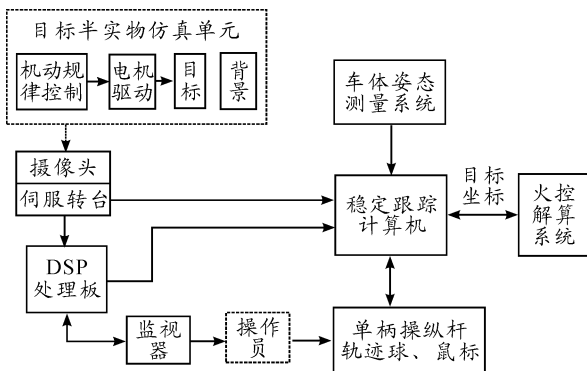 目标半实物仿真单元
机动规
律控制
电机
驱动
目
标
背
景
车体姿态
测量系统
摄像头
伺服转台
稳定跟踪
计算机
目标
坐标
火控
解算
系统
DSP
处理板
监视
器
操作
员
单柄操纵杆
轨迹球、鼠标